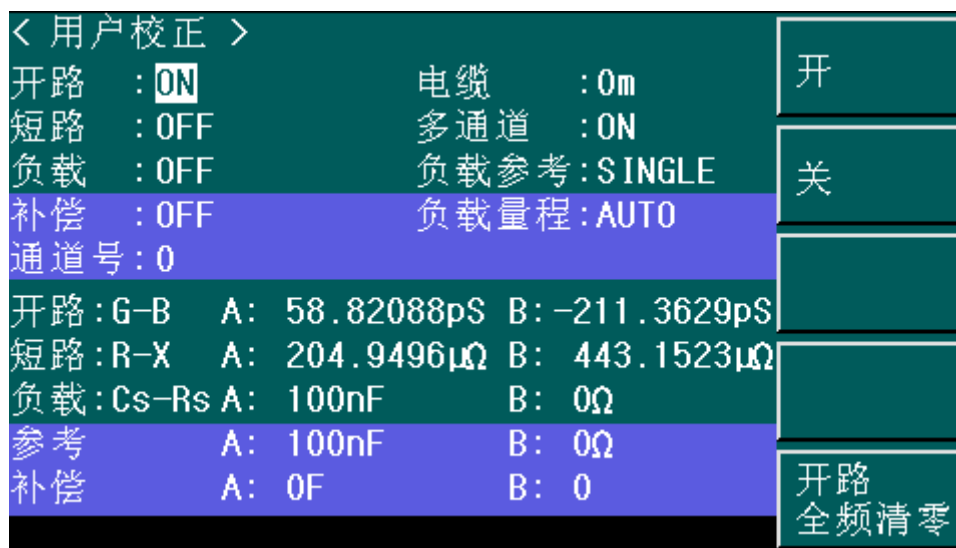 < 用户校正 >
开路 :ON 电缆 :0m
短路 :OFF 多通道 :ON
负载 :OFF 负载参考:SINGLE
补偿 :OFF 负载量程:AUTO
通道号:0
开路:G-B A: 58.82088pS B:-211.3629pS
短路:R-X A: 204.9496μΩ B: 443.1523μΩ
负载:Cs-Rs A: 100nF B: 0Ω
参考 A: 100nF B: 0Ω
补偿 A: 0F B: 0
开
关
开路
全频清零